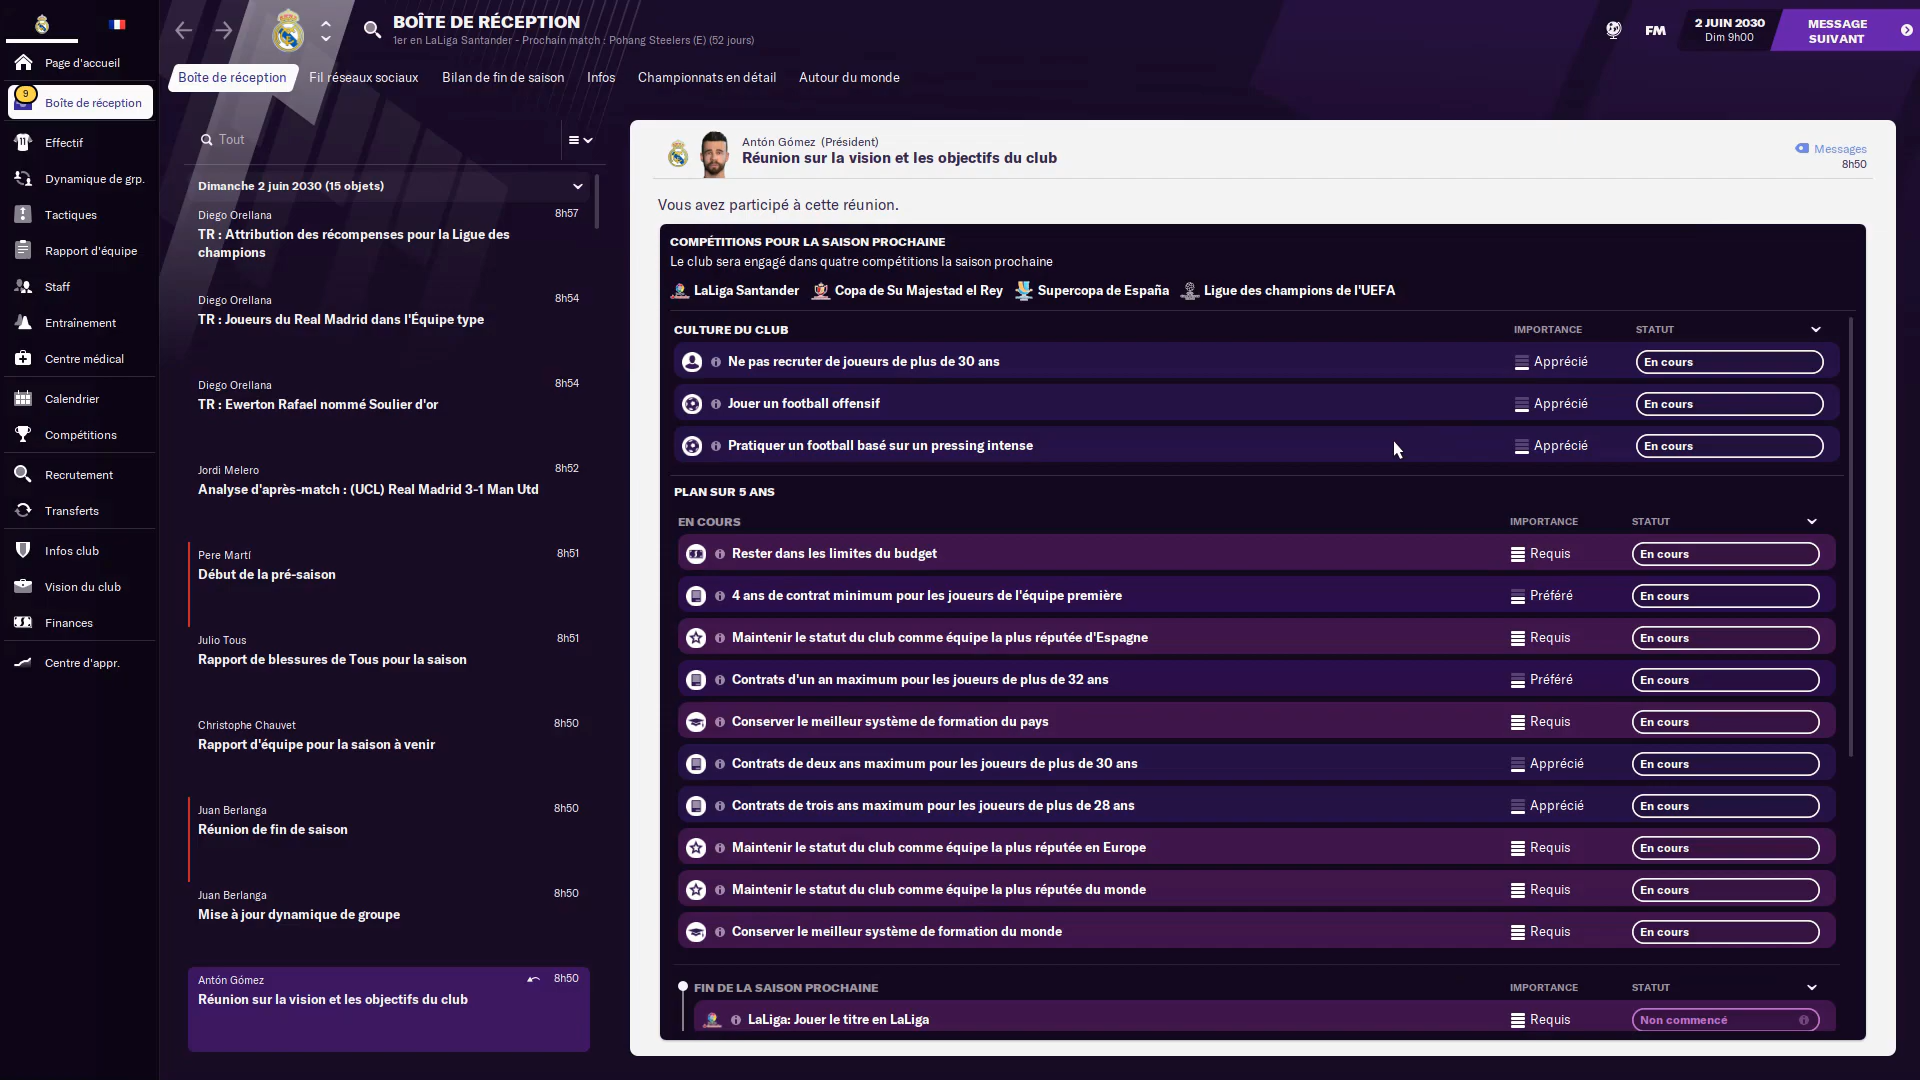 BOÎTE DE RÉCEPTION
1er en LaLiga Santander - Prochain match : Pohang Steelers (E) (52 jours)
FM
2 JUIN 2030
Dim 9h00
MESSAGE
SUIVANT
Page d'accueil
9
Boîte de réception
11
Effectif
Dynamique de grp.
Tactiques
Rapport d'équipe
Staff
Entraînement
Centre médical
Calendrier
Compétitions
Recrutement
Transferts
Infos club
Vision du club
Finances
Centre d'appr.
Boîte de réception
Fil réseaux sociaux
Bilan de fin de saison
Infos
Championnats en détail
Autour du monde
Tout
Dimanche 2 juin 2030 (15 objets)
Diego Orellana 8h57
TR : Attribution des récompenses pour la Ligue des
champions
Diego Orellana 8h54
TR : Joueurs du Real Madrid dans l'Équipe type
Diego Orellana 8h54
TR : Ewerton Rafael nommé Soulier d'or
Jordi Melero 8h52
Analyse d'après-match : (UCL) Real Madrid 3-1 Man Utd
Pere Martí 8h51
Début de la pré-saison
Julio Tous 8h51
Rapport de blessures de Tous pour la saison
Christophe Chauvet 8h50
Rapport d'équipe pour la saison à venir
Juan Berlanga 8h50
Réunion de fin de saison
Juan Berlanga 8h50
Mise à jour dynamique de groupe
Antón Gómez 8h50
Réunion sur la vision et les objectifs du club
Antón Gómez (Président)
Réunion sur la vision et les objectifs du club
Messages
8h50
Vous avez participé à cette réunion.
COMPÉTITIONS POUR LA SAISON PROCHAINE
Le club sera engagé dans quatre compétitions la saison prochaine
LaLiga Santander Copa de Su Majestad el Rey Supercopa de España Ligue des champions de l'UEFA
CULTURE DU CLUB IMPORTANCE STATUT
Ne pas recruter de joueurs de plus de 30 ans Apprécié En cours
Jouer un football offensif Apprécié En cours
Pratiquer un football basé sur un pressing intense Apprécié En cours
PLAN SUR 5 ANS
EN COURS IMPORTANCE STATUT
Rester dans les limites du budget Requis En cours
4 ans de contrat minimum pour les joueurs de l'équipe première Préféré En cours
Maintenir le statut du club comme équipe la plus réputée d'Espagne Requis En cours
Contrats d'un an maximum pour les joueurs de plus de 32 ans Préféré En cours
Conserver le meilleur système de formation du pays Requis En cours
Contrats de deux ans maximum pour les joueurs de plus de 30 ans Apprécié En cours
Contrats de trois ans maximum pour les joueurs de plus de 28 ans Apprécié En cours
Maintenir le statut du club comme équipe la plus réputée en Europe Requis En cours
Maintenir le statut du club comme équipe la plus réputée du monde Requis En cours
Conserver le meilleur système de formation du monde Requis En cours
FIN DE LA SAISON PROCHAINE IMPORTANCE STATUT
LaLiga: Jouer le titre en LaLiga Requis Non commencé